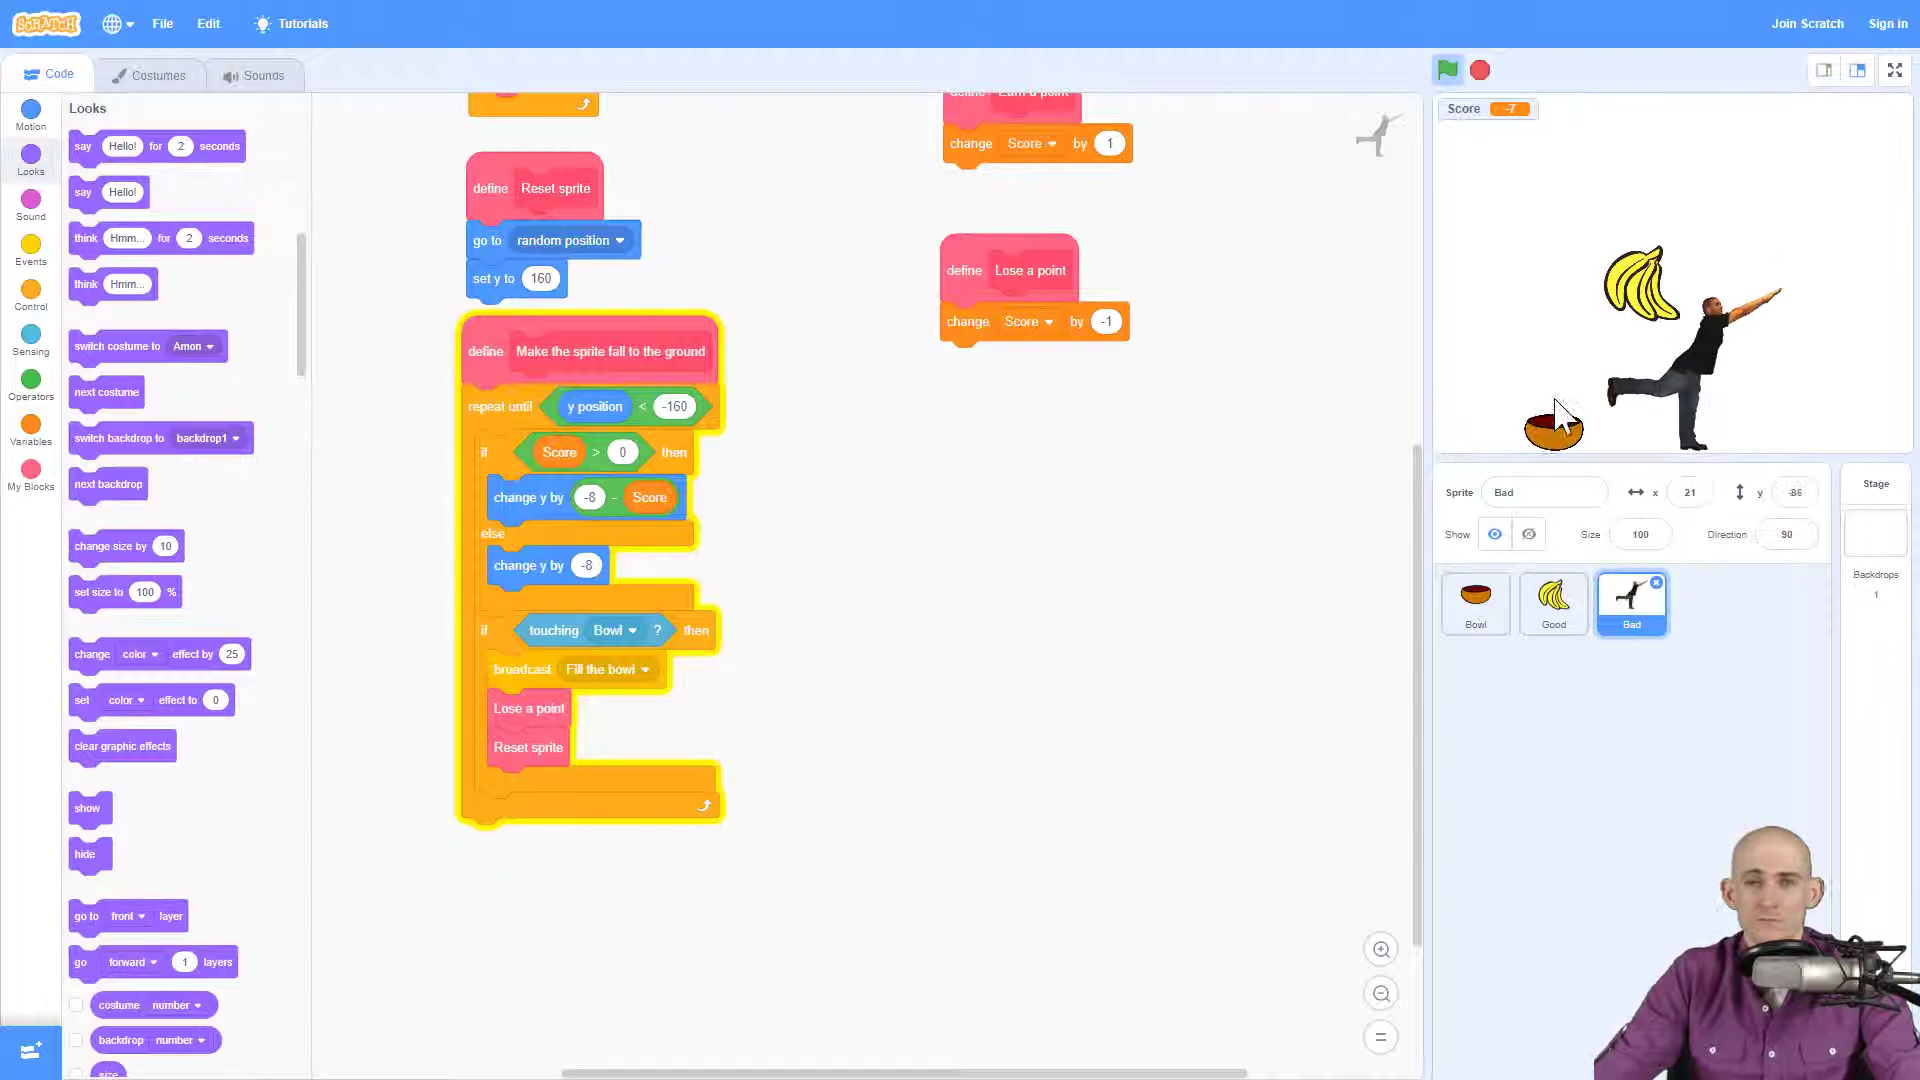 SCRATCH File Edit Tutorials Join Scratch Sign in
Code Costumes Sounds
Motion
Looks
Sound
Events
Control
Sensing
Operators
Variables
My Blocks
Looks
say Hello! for 2 seconds
say Hello!
think Hmm... for 2 seconds
think Hmm...
switch costume to Amon
next costume
switch backdrop to backdrop1
next backdrop
change size by 10
set size to 100 %
change color effect by 25
set color effect to 0
clear graphic effects
show
hide
go to front layer
go forward 1 layers
costume number
backdrop number
size
define Reset sprite
go to random position
set y to 160
define Make the sprite fall to the ground
repeat until y position < -160
if Score > 0 then
change y by -8 - Score
else
change y by -8
if touching Bowl ? then
broadcast Fill the bowl
Lose a point
Reset sprite
define Earn a point
change Score by 1
define Lose a point
change Score by -1
Score -7
Sprite Bad x 21 y
Show Size 100 Direction 90
Bowl Good Bad
Stage
Backdrops
1